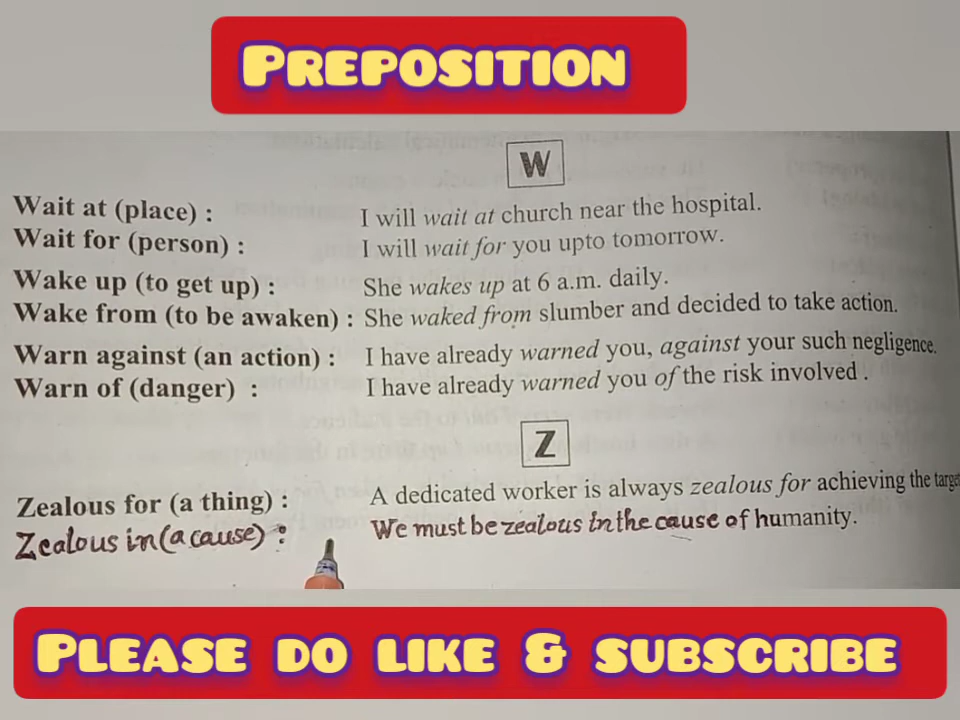 PREPOSITION
W
Wait at (place) : I will wait at church near the hospital.
Wait for (person) : I will wait for you upto tomorrow.
Wake up (to get up) : She wakes up at 6 a.m. daily.
Wake from (to be awaken) : She waked from slumber and decided to take action.
Warn against (an action) : I have already warned you, against your such negligence.
Warn of (danger) : I have already warned you of the risk involved.
Z
Zealous for (a thing) : A dedicated worker is always zealous for achieving the target
Zealous in (a cause) : We must be zealous in the cause of humanity.
PLEASE DO LIKE & SUBSCRIBE